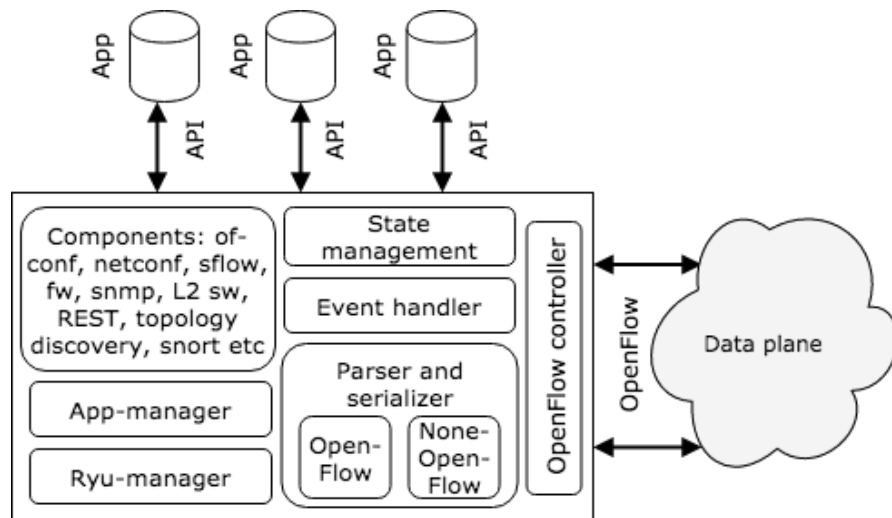 App
App
App
API
API
API
Components: of-
conf, netconf, sflow,
fw, snmp, L2 sw,
REST, topology
discovery, snort etc
App-manager
Ryu-manager
State
management
Event handler
Parser and
serializer
Open-
Flow
None-
Open-
Flow
OpenFlow controller
OpenFlow
Data plane